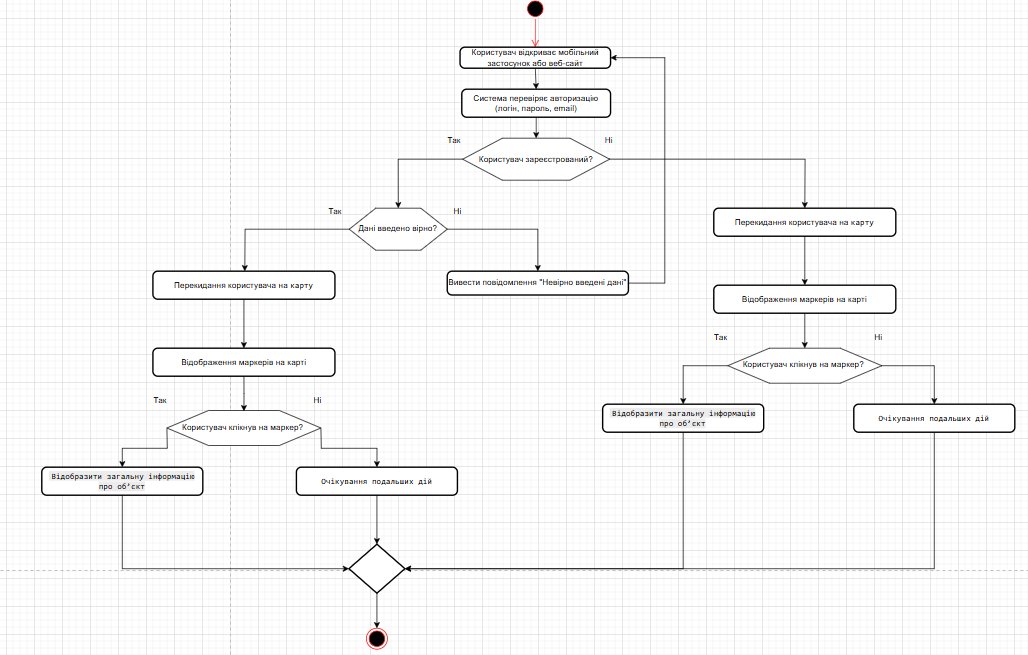 Користувач відкриває мобільний
застосунок або веб-сайт
Система перевіряє авторизацію
(логін, пароль, email)
Так
Ні
Користувач зареєстрований?
Так
Ні
Дані введено вірно?
Перекидання користувача на карту
Перекидання користувача на карту
Вивести повідомлення "Невірно введені дані"
Відображення маркерів на карті
Так
Ні
Відображення маркерів на карті
Користувач клікнув на маркер?
Так
Ні
Відобразити загальну інформацію
про об’єкт
Очікування подальших дій
Користувач клікнув на маркер?
Відобразити загальну інформацію
про об’єкт
Очікування подальших дій